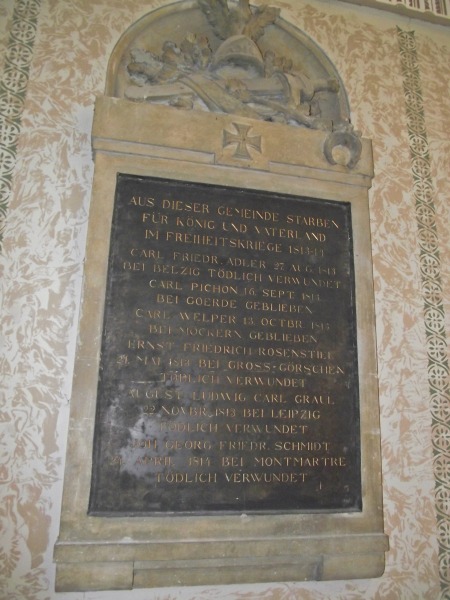 AUS DIESER GEMEINDE STARBEN
FÜR KÖNIG UND VATERLAND
IM FREIHEITSKRIEGE 1813-14
CARL FRIEDR. ADLER 27. AUG. 1813
BEI BELZIG TÖDLICH VERWUNDET
CARL PICHON, 16. SEPT. 1813
BEI GOERDE GEBLIEBEN
CARL WELPER 13. OCTBR 1813
BEI MÖCKERN GEBLIEBEN
ERNST FRIEDRICH ROSENSTIEL
MAI 1813 BEI GROSS-GÖRSCHEN
TÖDLICH VERWUNDET
AUGUST LUDWIG CARL GRAUL
22 NOVBR. 1813 BEI LEIPZIG
TÖDLICH VERWUNDET
JOH. GEORG FRIEDR. SCHMIDT
1814 BEI MONTMARTRE
TÖDLICH VERWUNDET